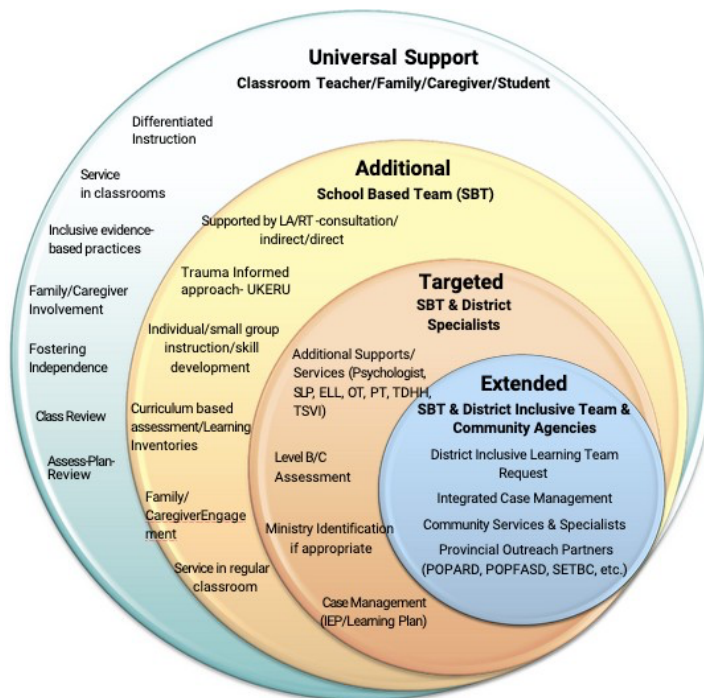 Universal Support
Classroom Teacher/Family/Caregiver/Student
Differentiated
Instruction
Service
in classrooms
Inclusive evidence-
based practices
Family/Caregiver
Involvement
Fostering
Independence
Class Review
Assess-Plan-
Review
Additional
School Based Team (SBT)
Supported by LA/RT -consultation/
indirect/direct
Trauma Informed
approach- UKERU
Individual/small group
instruction/skill
development
Curriculum based
assessment/Learning
Inventories
Family/
CaregiverEngage
ment
Service in regular
classroom
Targeted
SBT & District
Specialists
Additional Supports/
Services (Psychologist,
SLP, ELL, OT, PT, TDHH,
TSVI)
Level B/C
Assessment
Ministry Identification
if appropriate
Case Management
(IEP/Learning Plan)
Extended
SBT & District Inclusive Team &
Community Agencies
District Inclusive Learning Team
Request
Integrated Case Management
Community Services & Specialists
Provincial Outreach Partners
(POPARD, POPFASD, SETBC, etc.)